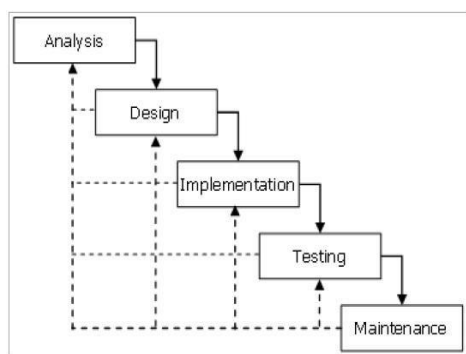 Analysis
Design
Implementation
Testing
Maintenance